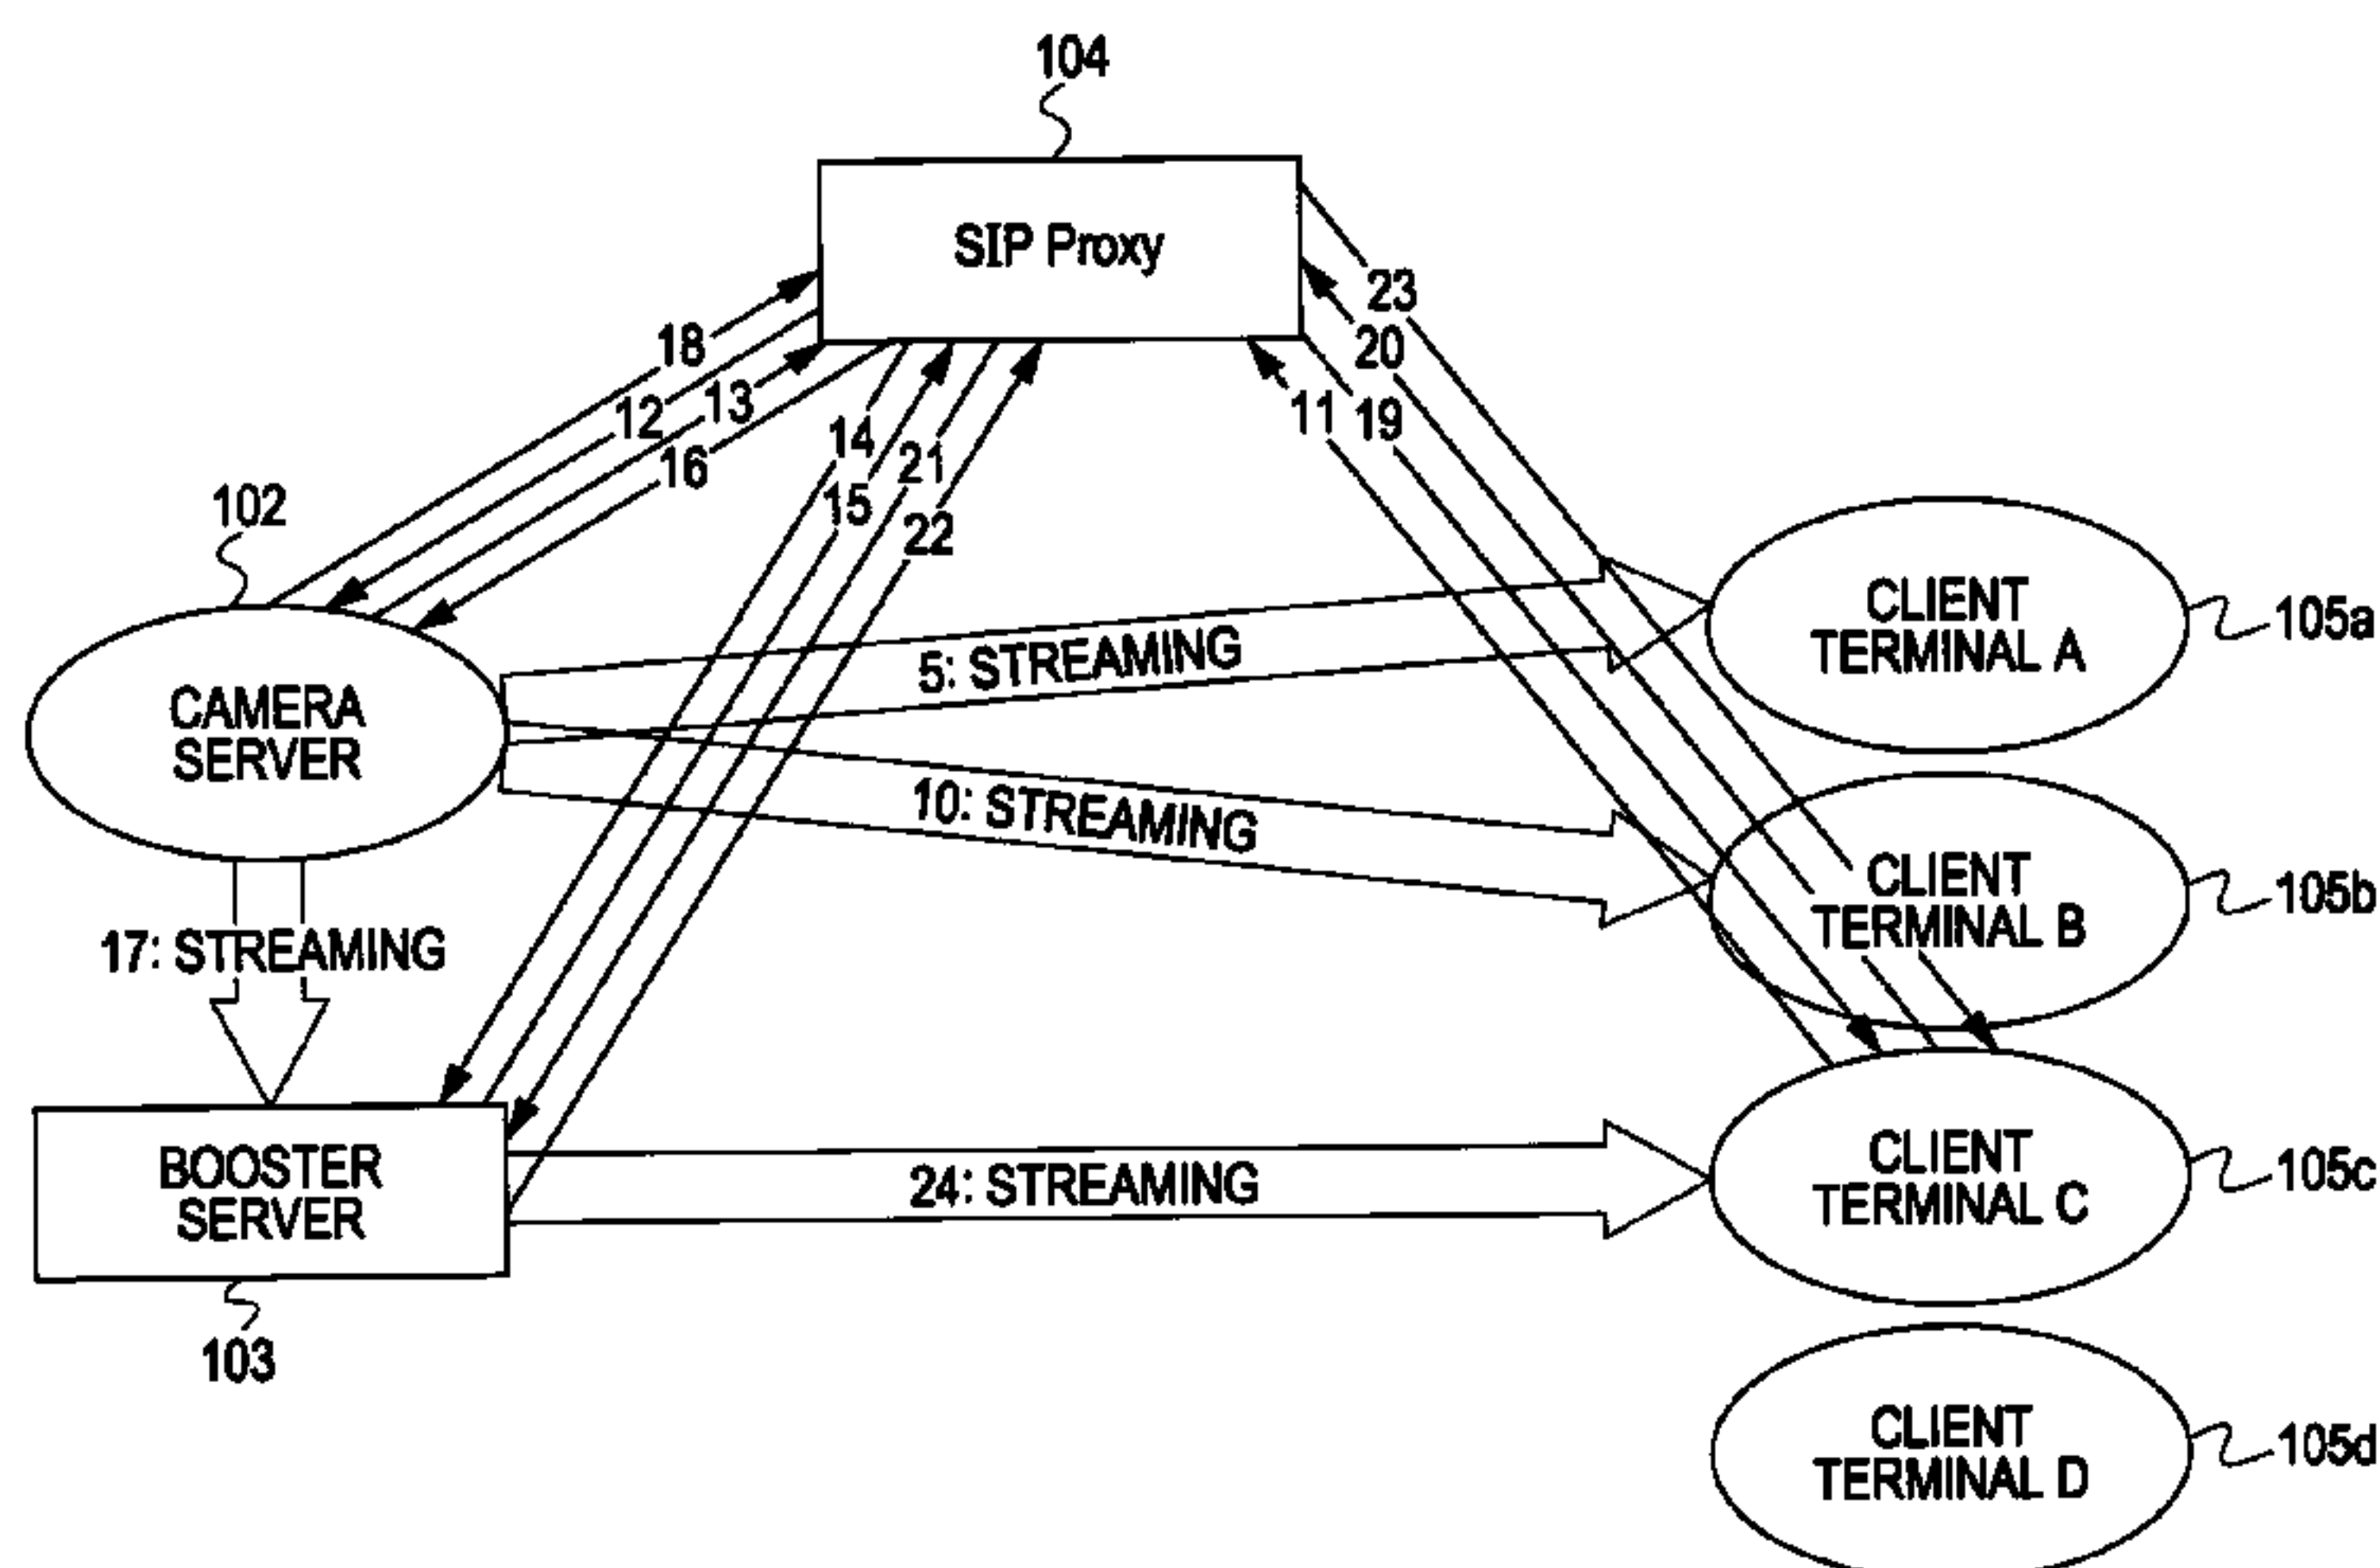 104
SIP Proxy
23
18
20
12
13
11
19
14
16
21
15
22
102
CLIENT
TERMINAL A
105a
5: STREAMING
CAMERA
SERVER
10: STREAMING
CLIENT
TERMINAL B
105b
17: STREAMING
BOOSTER
SERVER
24: STREAMING
CLIENT
TERMINAL C
105c
103
CLIENT
TERMINAL D
105d